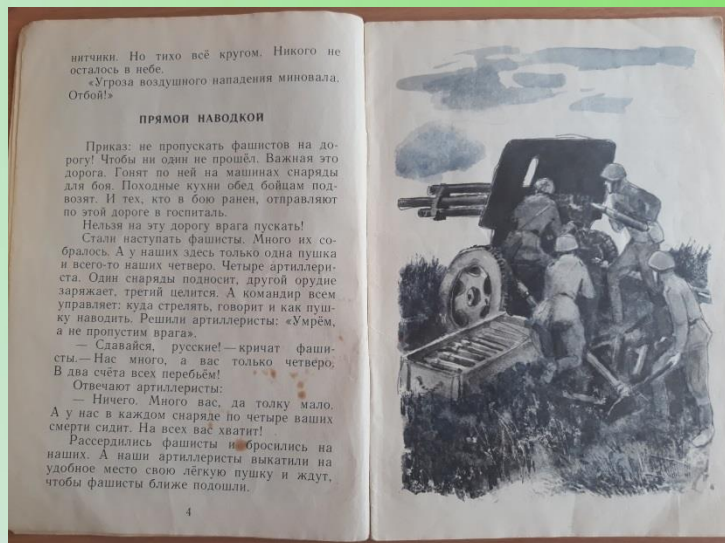 нитчики. Но тихо всё кругом. Никого не
осталось в небе.
«Угроза воздушного нападения миновала.
Отбой!»
ПРЯМОЙ НАВОДКОЙ
Приказ: не пропускать фашистов на до-
рогу! Чтобы ни один не прошёл. Важная это
дорога. Гонят по ней на машинах снаряды
для боя. Походные кухни обед бойцам под-
возят. И тех, кто в бою ранен, отправляют
по этой дороге в госпиталь.
Нельзя на эту дорогу врага пускать!
Стали наступать фашисты. Много их со-
бралось. А у наших здесь только одна пушка
и всего-то наших четверо. Четыре артиллери-
ста. Один снаряды подносит, другой орудие
заряжает, третий целится. А командир всем
управляет: куда стрелять, говорит и как пуш-
ку наводить. Решили артиллеристы: «Умрём,
а не пропустим врага».
— Сдавайся, русские! — кричат фаши-
сты. — Нас много, а вас только четверо.
В два счёта всех перебьём!
Отвечают артиллеристы:
— Ничего. Много вас, да толку мало.
А у нас в каждом снаряде по четыре ваших
смерти сидит. На всех вас хватит!
Рассердились фашисты и бросились на
наших. А наши артиллеристы выкатили на
удобное место свою лёгкую пушку и ждут,
чтобы фашисты ближе подошли.
4